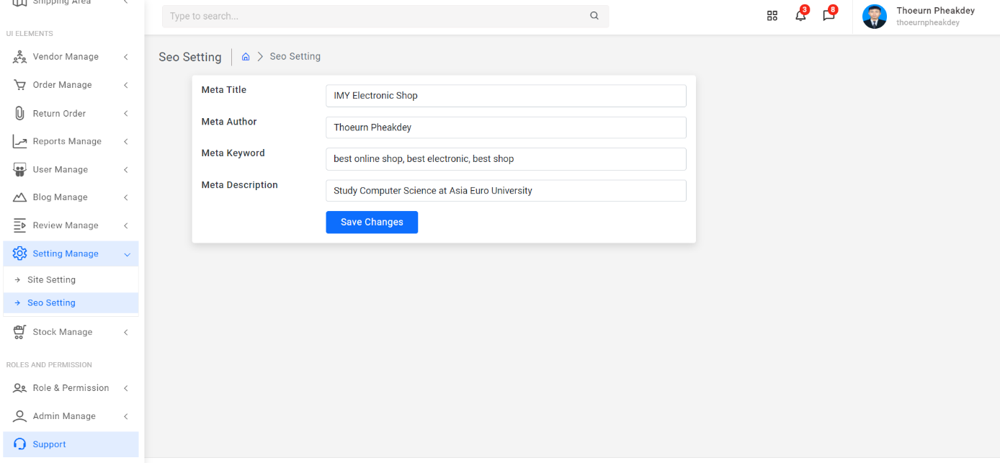 Shipping Area
UI ELEMENTS
Vendor Manage
Order Manage
Return Order
Reports Manage
User Manage
Blog Manage
Review Manage
Setting Manage
Site Setting
Seo Setting
Stock Manage
ROLES AND PERMISSION
Role & Permission
Admin Manage
Support
Type to search...
3
8
Thoeurn Pheakdey
thoeurnpheakdey
Seo Setting
Seo Setting
Meta Title
IMY Electronic Shop
Meta Author
Thoeurn Pheakdey
Meta Keyword
best online shop, best electronic, best shop
Meta Description
Study Computer Science at Asia Euro University
Save Changes